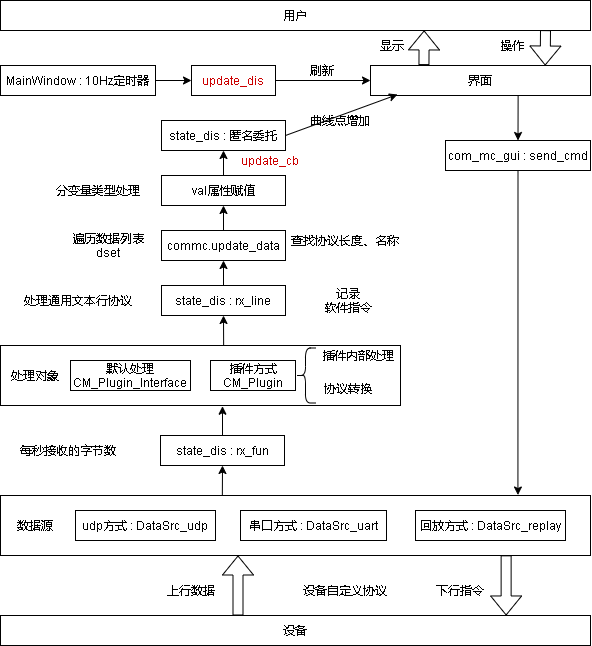 用户
显示
操作
MainWindow : 10Hz定时器
update_dis
刷新
界面
曲线点增加
state_dis : 匿名委托
update_cb
com_mc_gui : send_cmd
分变量类型处理
val属性赋值
遍历数据列表
dset
commc.update_data
查找协议长度、名称
处理通用文本行协议
state_dis : rx_line
记录
软件指令
处理对象
默认处理
CM_Plugin_Interface
插件方式
CM_Plugin
插件内部处理
协议转换
每秒接收的字节数
state_dis : rx_fun
数据源
udp方式 : DataSrc_udp
串口方式 : DataSrc_uart
回放方式 : DataSrc_replay
上行数据
设备自定义协议
下行指令
设备